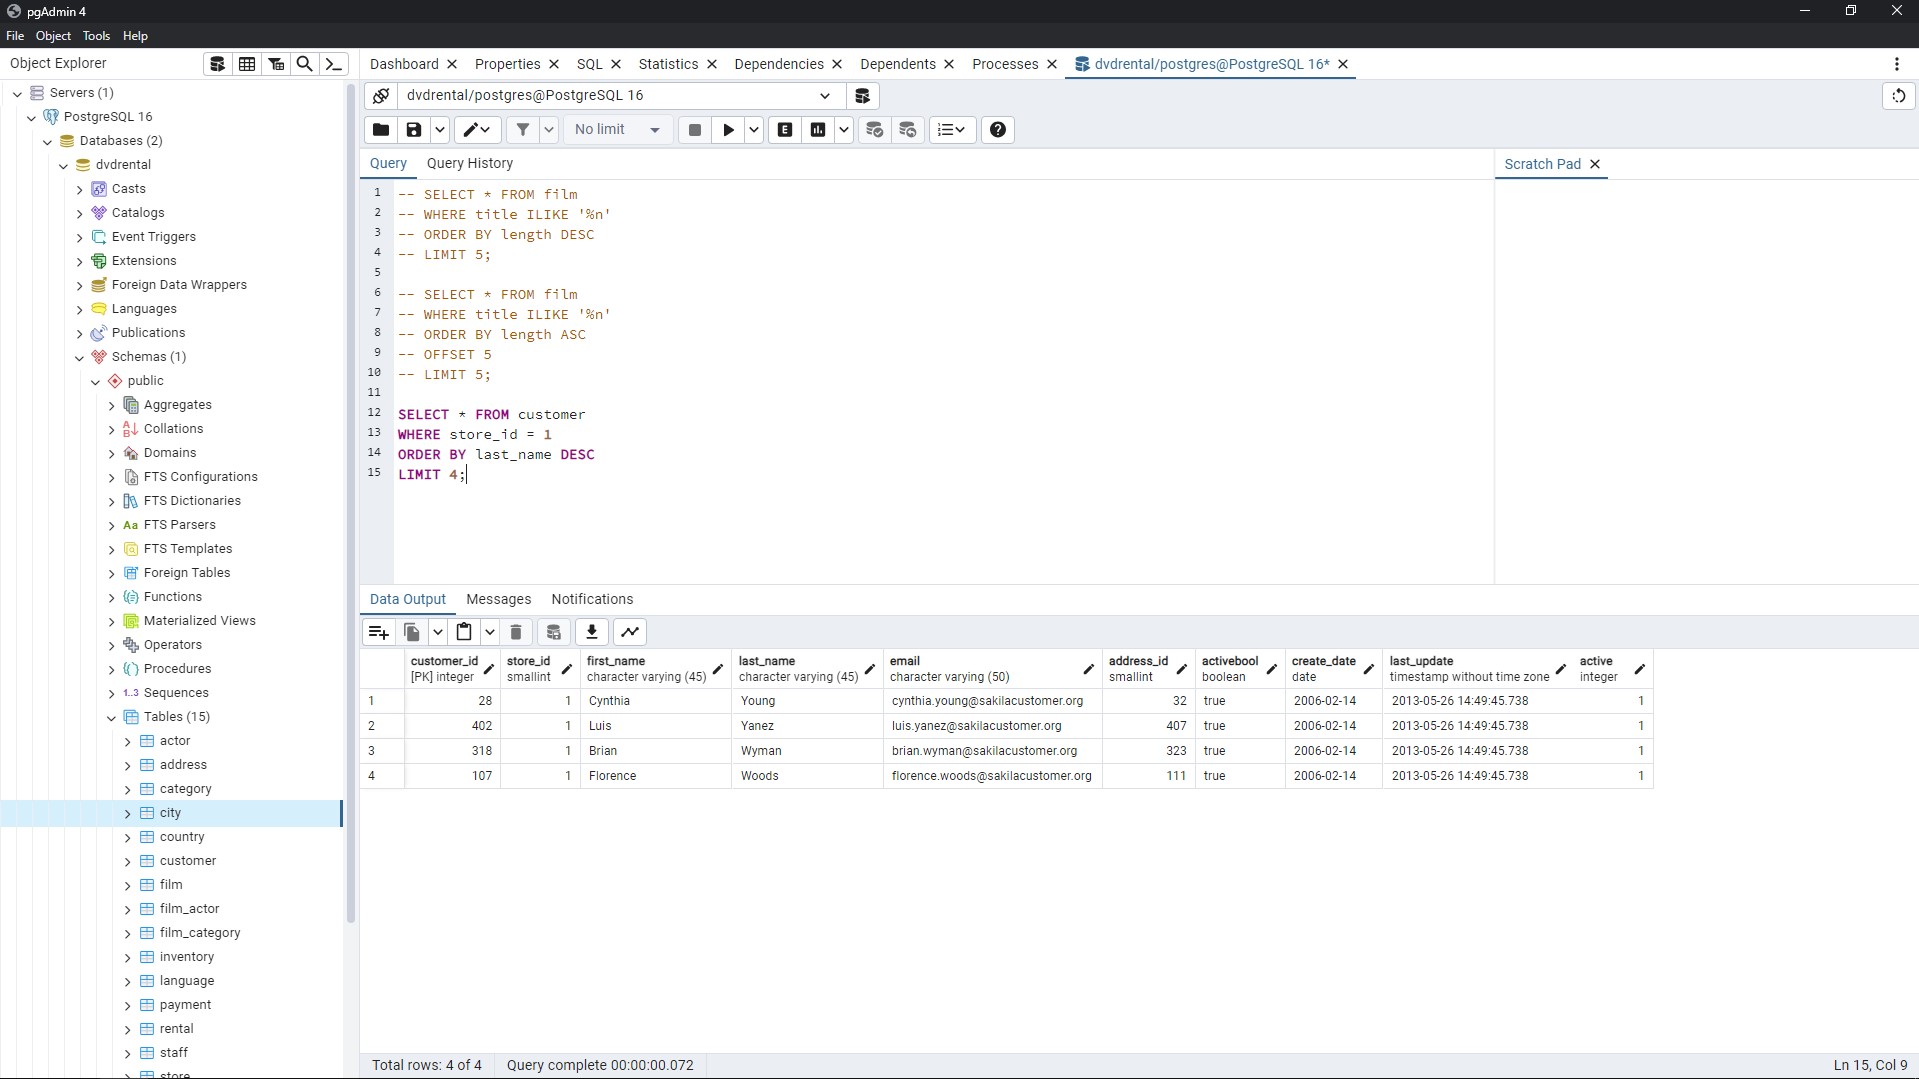 pgAdmin 4
File Object Tools Help
Object Explorer
Dashboard Properties SQL Statistics Dependencies Dependents Processes dvdrental/postgres@PostgreSQL 16*
Servers (1)
PostgreSQL 16
Databases (2)
dvdrental
Casts
Catalogs
Event Triggers
Extensions
Foreign Data Wrappers
Languages
Publications
Schemas (1)
public
Aggregates
Collations
Domains
FTS Configurations
FTS Dictionaries
Aa FTS Parsers
FTS Templates
Foreign Tables
Functions
Materialized Views
Operators
Procedures
1..3 Sequences
Tables (15)
actor
address
category
city
country
customer
film
film_actor
film_category
inventory
language
payment
rental
staff
store
dvdrental/postgres@PostgreSQL 16
No limit
E
Query Query History
Scratch Pad
1 -- SELECT * FROM film
2 -- WHERE title ILIKE '%n'
3 -- ORDER BY length DESC
4 -- LIMIT 5;
5
6 -- SELECT * FROM film
7 -- WHERE title ILIKE '%n'
8 -- ORDER BY length ASC
9 -- OFFSET 5
10 -- LIMIT 5;
11
12 SELECT * FROM customer
13 WHERE store_id = 1
14 ORDER BY last_name DESC
15 LIMIT 4;
Data Output Messages Notifications
customer_id store_id first_name last_name email address_id activebool create_date last_update active
[PK] integer smallint character varying (45) character varying (45) character varying (50) smallint boolean date timestamp without time zone integer
1 28 1 Cynthia Young cynthia.young@sakilacustomer.org 32 true 2006-02-14 2013-05-26 14:49:45.738 1
2 402 1 Luis Yanez luis.yanez@sakilacustomer.org 407 true 2006-02-14 2013-05-26 14:49:45.738 1
3 318 1 Brian Wyman brian.wyman@sakilacustomer.org 323 true 2006-02-14 2013-05-26 14:49:45.738 1
4 107 1 Florence Woods florence.woods@sakilacustomer.org 111 true 2006-02-14 2013-05-26 14:49:45.738 1
Total rows: 4 of 4 Query complete 00:00:00.072 Ln 15, Col 9